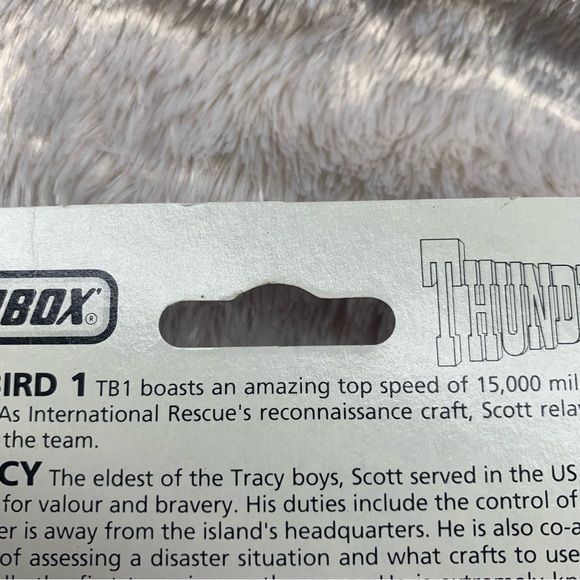 HBOX®
THUND
BIRD 1 TB1 boasts an amazing top speed of 15,000 mil
As International Rescue's reconnaissance craft, Scott relay
the team.
CY The eldest of the Tracy boys, Scott served in the US
for valour and bravery. His duties include the control of
er is away from the island's headquarters. He is also co-a
of assessing a disaster situation and what crafts to use